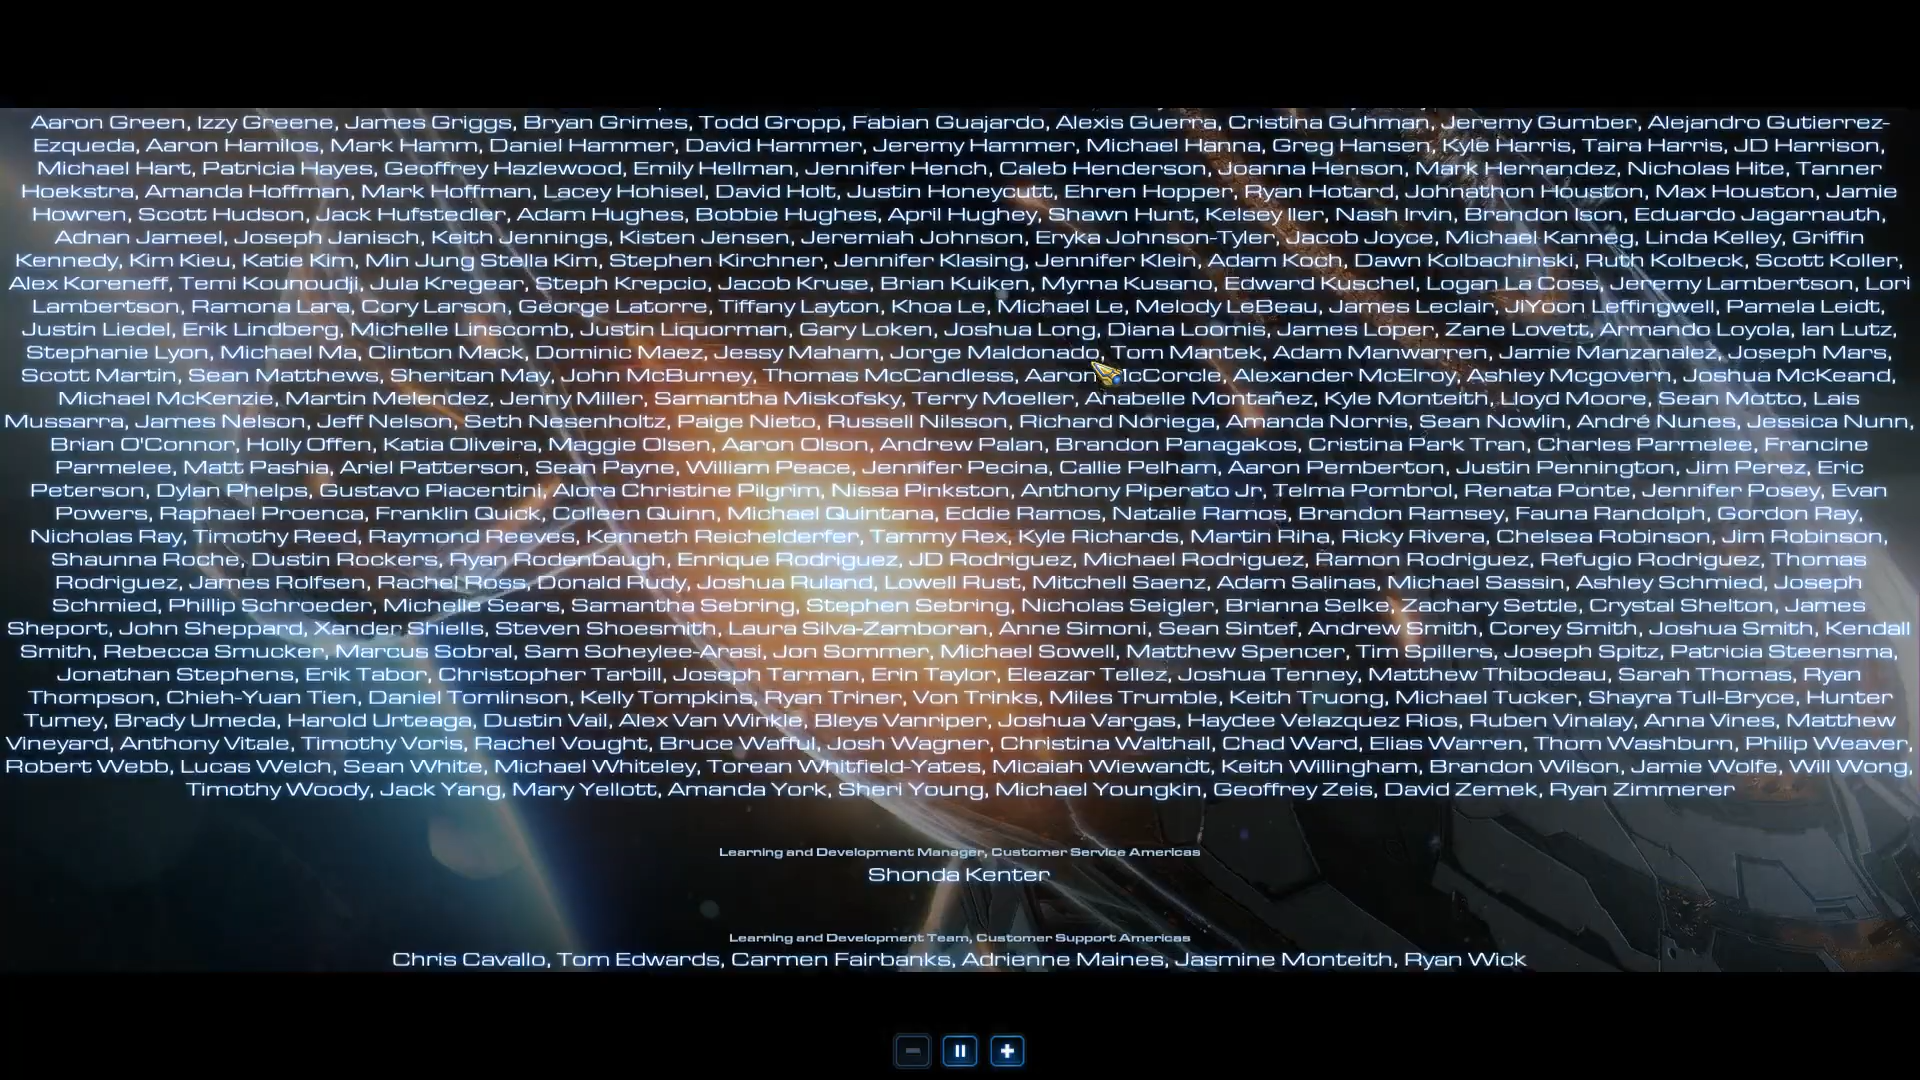 Aaron Green, Izzy Greene, James Griggs, Bryan Grimes, Todd Gropp, Fabian Guajardo, Alexis Guerra, Cristina Guhman, Jeremy Gumber, Alejandro Gutierrez-
Ezqueda, Aaron Hamilos, Mark Hamm, Daniel Hammer, David Hammer, Jeremy Hammer, Michael Hanna, Greg Hansen, Kyle Harris, Taira Harris, JD Harrison,
Michael Hart, Patricia Hayes, Geoffrey Hazlewood, Emily Hellman, Jennifer Hench, Caleb Henderson, Joanna Henson, Mark Hernandez, Nicholas Hite, Tanner
Hoekstra, Amanda Hoffman, Mark Hoffman, Lacey Hohisel, David Holt, Justin Honeycutt, Ehren Hopper, Ryan Hotard, Johnathon Houston, Max Houston, Jamie
Howren, Scott Hudson, Jack Hufstedler, Adam Hughes, Bobbie Hughes, April Hughey, Shawn Hunt, Kelsey Iler, Nash Irvin, Brandon Ison, Eduardo Jagarnauth,
Adnan Jameel, Joseph Janisch, Keith Jennings, Kisten Jensen, Jeremiah Johnson, Eryka Johnson-Tyler, Jacob Joyce, Michael Kanneg, Linda Kelley, Griffin
Kennedy, Kim Kieu, Katie Kim, Min Jung Stella Kim, Stephen Kirchner, Jennifer Klasing, Jennifer Klein, Adam Koch, Dawn Kolbachinski, Ruth Kolbeck, Scott Koller,
Alex Koreneff, Temi Kounoudji, Jula Kregear, Steph Krepcio, Jacob Kruse, Brian Kuiken, Myrna Kusano, Edward Kuschel, Logan La Coss, Jeremy Lambertson, Lori
Lambertson, Ramona Lara, Cory Larson, George Latorre, Tiffany Layton, Khoa Le, Michael Le, Melody LeBeau, James Leclair, JiYoon Leffingwell, Pamela Leidt,
Justin Liedel, Erik Lindberg, Michelle Linscomb, Justin Liquorman, Gary Loken, Joshua Long, Diana Loomis, James Loper, Zane Lovett, Armando Loyola, Ian Lutz,
Stephanie Lyon, Michael Ma, Clinton Mack, Dominic Maez, Jessy Maham, Jorge Maldonado, Tom Mantek, Adam Manwarren, Jamie Manzanalez, Joseph Mars,
Scott Martin, Sean Matthews, Sheritan May, John McBurney, Thomas McCandless, Aaron McCorcle, Alexander McElroy, Ashley Mcgovern, Joshua McKeand,
Michael McKenzie, Martin Melendez, Jenny Miller, Samantha Miskofsky, Terry Moeller, Anabelle Montañez, Kyle Monteith, Lloyd Moore, Sean Motto, Lais
Mussarra, James Nelson, Jeff Nelson, Seth Nesenholtz, Paige Nieto, Russell Nilsson, Richard Noriega, Amanda Norris, Sean Nowlin, André Nunes, Jessica Nunn,
Brian O'Connor, Holly Offen, Katia Oliveira, Maggie Olsen, Aaron Olson, Andrew Palan, Brandon Panagakos, Cristina Park Tran, Charles Parmelee, Francine
Parmelee, Matt Pashia, Ariel Patterson, Sean Payne, William Peace, Jennifer Pecina, Callie Pelham, Aaron Pemberton, Justin Pennington, Jim Perez, Eric
Peterson, Dylan Phelps, Gustavo Piacentini, Alora Christine Pilgrim, Nissa Pinkston, Anthony Piperato Jr, Telma Pombrol, Renata Ponte, Jennifer Posey, Evan
Powers, Raphael Proenca, Franklin Quick, Colleen Quinn, Michael Quintana, Eddie Ramos, Natalie Ramos, Brandon Ramsey, Fauna Randolph, Gordon Ray,
Nicholas Ray, Timothy Reed, Raymond Reeves, Kenneth Reichelderfer, Tammy Rex, Kyle Richards, Martin Riha, Ricky Rivera, Chelsea Robinson, Jim Robinson,
Shaunna Roche, Dustin Rockers, Ryan Rodenbaugh, Enrique Rodriguez, JD Rodriguez, Michael Rodriguez, Ramon Rodriguez, Refugio Rodriguez, Thomas
Rodriguez, James Rolfsen, Rachel Ross, Donald Rudy, Joshua Ruland, Lowell Rust, Mitchell Saenz, Adam Salinas, Michael Sassin, Ashley Schmied, Joseph
Schmied, Phillip Schroeder, Michelle Sears, Samantha Sebring, Stephen Sebring, Nicholas Seigler, Brianna Selke, Zachary Settle, Crystal Shelton, James
Sheport, John Sheppard, Xander Shiells, Steven Shoesmith, Laura Silva-Zamboran, Anne Simoni, Sean Sintef, Andrew Smith, Corey Smith, Joshua Smith, Kendall
Smith, Rebecca Smucker, Marcus Sobral, Sam Soheylee-Arasi, Jon Sommer, Michael Sowell, Matthew Spencer, Tim Spillers, Joseph Spitz, Patricia Steensma,
Jonathan Stephens, Erik Tabor, Christopher Tarbill, Joseph Tarman, Erin Taylor, Eleazar Tellez, Joshua Tenney, Matthew Thibodeau, Sarah Thomas, Ryan
Thompson, Chieh-Yuan Tien, Daniel Tomlinson, Kelly Tompkins, Ryan Triner, Von Trinks, Miles Trumble, Keith Truong, Michael Tucker, Shayra Tull-Bryce, Hunter
Turney, Brady Umeda, Harold Urteaga, Dustin Vail, Alex Van Winkle, Bleys Vanriper, Joshua Vargas, Haydee Velazquez Rios, Ruben Vinalay, Anna Vines, Matthew
Vineyard, Anthony Vitale, Timothy Voris, Rachel Vought, Bruce Wafful, Josh Wagner, Christina Walthall, Chad Ward, Elias Warren, Thom Washburn, Philip Weaver,
Robert Webb, Lucas Welch, Sean White, Michael Whiteley, Torean Whitfield-Yates, Micaiah Wiewandt, Keith Willingham, Brandon Wilson, Jamie Wolfe, Will Wong,
Timothy Woody, Jack Yang, Mary Yellott, Amanda York, Sheri Young, Michael Youngkin, Geoffrey Zeis, David Zemek, Ryan Zimmerer
Learning and Development Manager, Customer Service Americas
Shonda Kenter
Learning and Development Team, Customer Support Americas
Chris Cavallo, Tom Edwards, Carmen Fairbanks, Adrienne Maines, Jasmine Monteith, Ryan Wick